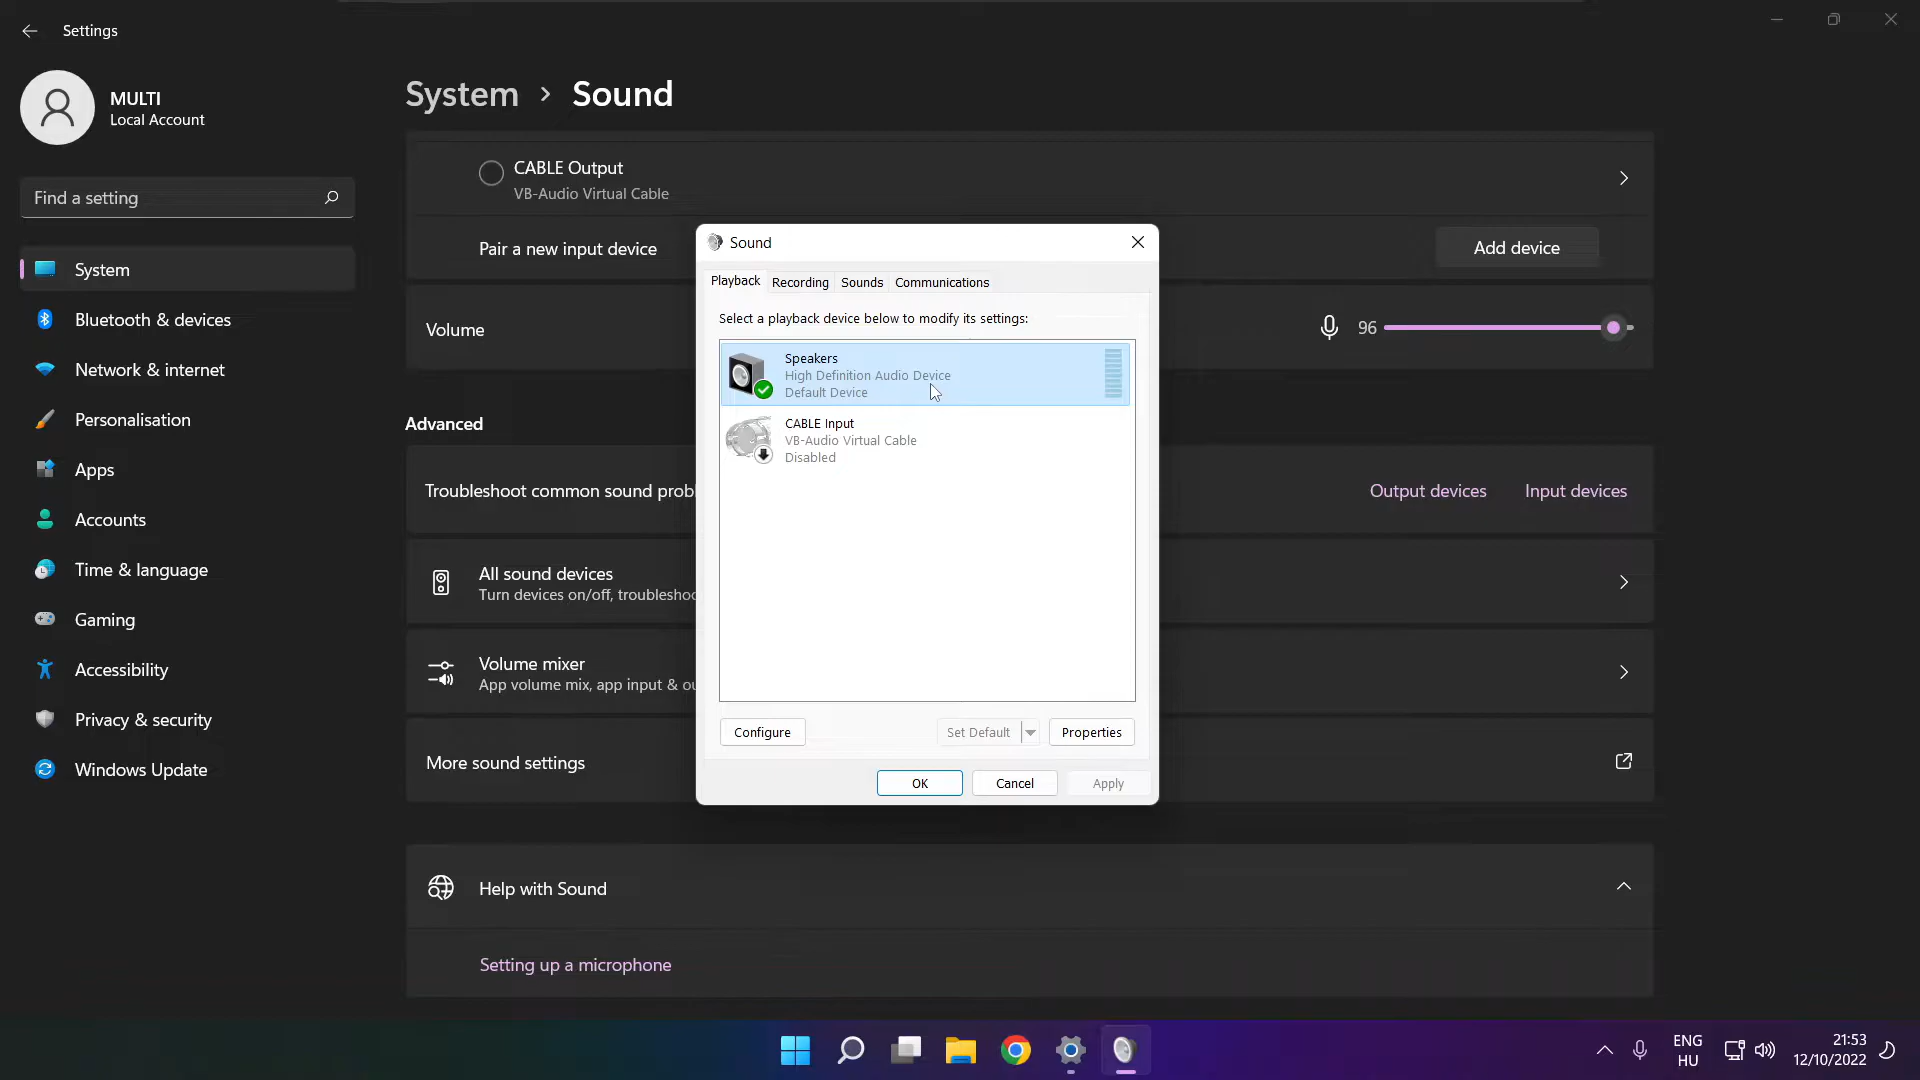 Settings
MULTI
Local Account
Find a setting
System
Bluetooth & devices
Network & internet
Personalisation
Apps
Accounts
Time & language
Gaming
Accessibility
Privacy & security
Windows Update
System > Sound
CABLE Output
VB-Audio Virtual Cable
Pair a new input device
Add device
Volume
96
Advanced
Troubleshoot common sound probl
Output devices
Input devices
All sound devices
Turn devices on/off, troubleshoo
Volume mixer
App volume mix, app input & ou
More sound settings
Help with Sound
Setting up a microphone
Sound
Playback
Recording
Sounds
Communications
Select a playback device below to modify its settings:
Speakers
High Definition Audio Device
Default Device
CABLE Input
VB-Audio Virtual Cable
Disabled
Configure
Set Default
Properties
OK
Cancel
Apply
ENG
HU
21:53
12/10/2022